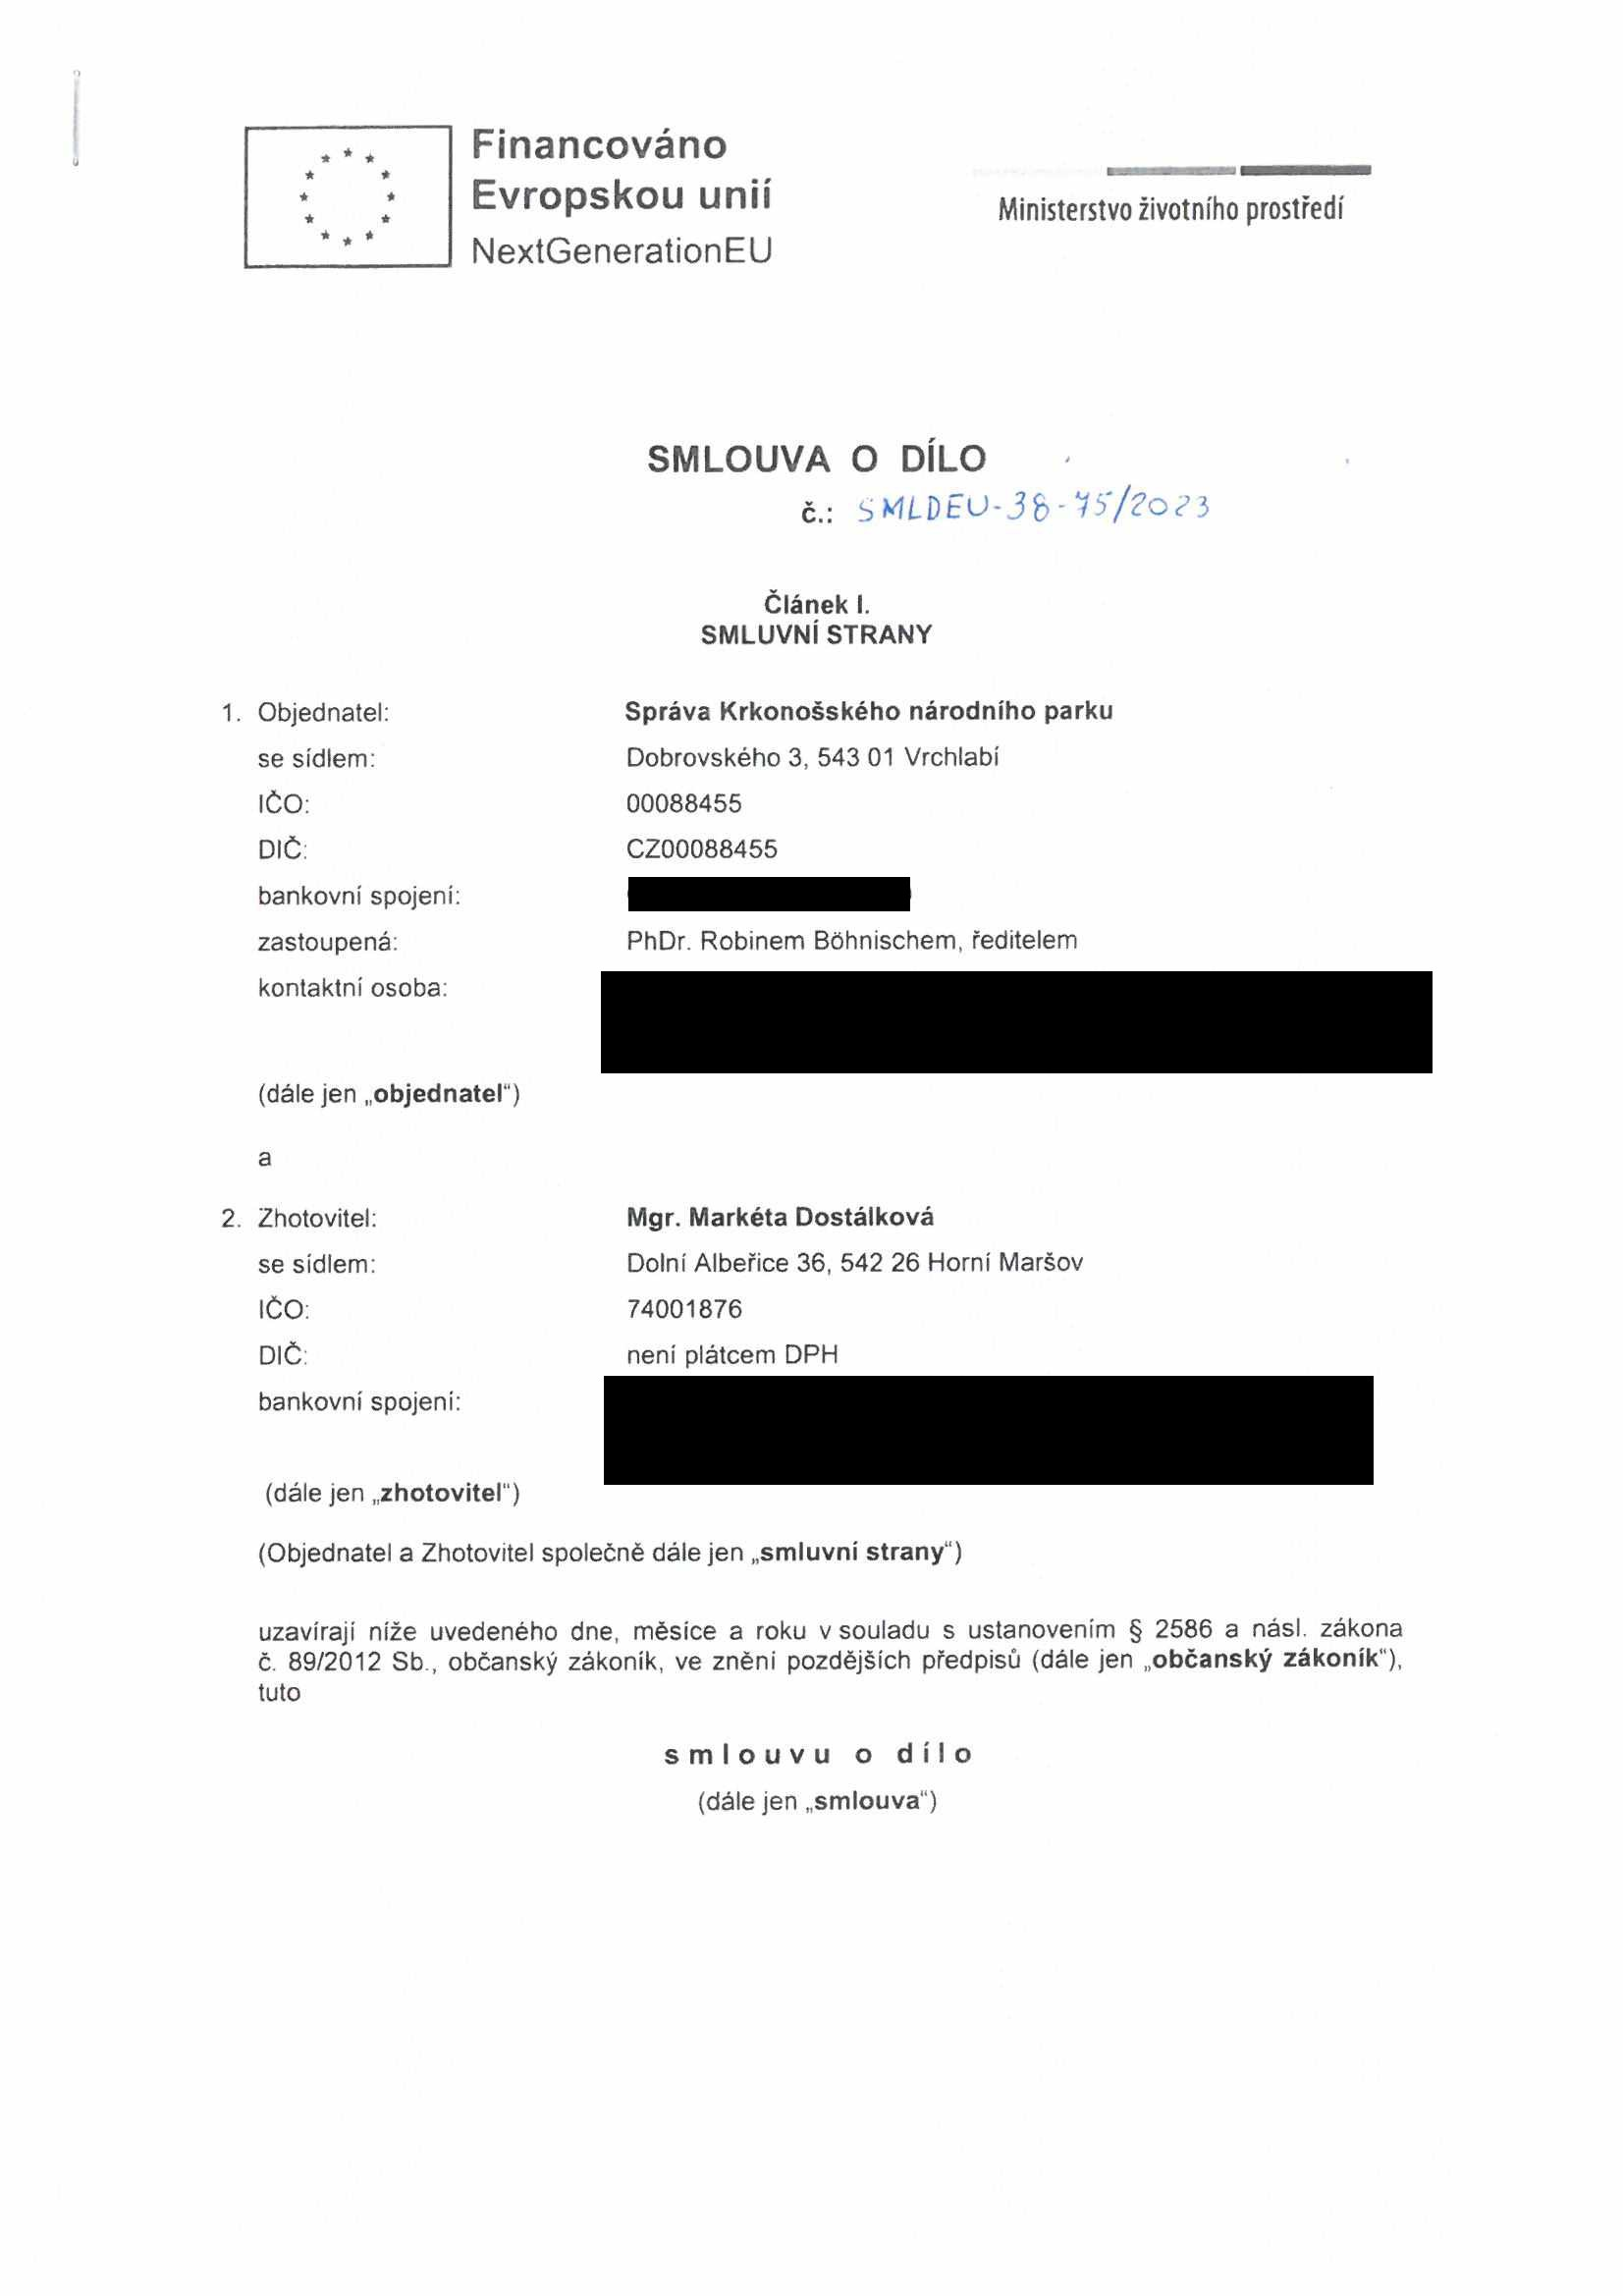 Financováno
Evropskou unií
NextGenerationEU
Ministerstvo životního prostředí
SMLOUVA O DÍLO
č.: SMLDEU-38-75/2023
Článek I.
SMLUVNÍ STRANY
1. Objednatel: Správa Krkonošského národního parku
se sídlem: Dobrovského 3, 543 01 Vrchlabí
IČO: 00088455
DIČ: CZ00088455
bankovní spojení:
zastoupená: PhDr. Robinem Böhnischem, ředitelem
kontaktní osoba:
(dále jen „objednatel“)
a
2. Zhotovitel: Mgr. Markéta Dostálková
se sídlem: Dolní Albeřice 36, 542 26 Horní Maršov
IČO: 74001876
DIČ: není plátcem DPH
bankovní spojení:
(dále jen „zhotovitel“)
(Objednatel a Zhotovitel společně dále jen „smluvní strany“)
uzavírají níže uvedeného dne, měsíce a roku v souladu s ustanovením § 2586 a násl. zákona
č. 89/2012 Sb., občanský zákoník, ve znění pozdějších předpisů (dále jen „občanský zákoník“),
tuto
smlouvu o dílo
(dále jen „smlouva“)